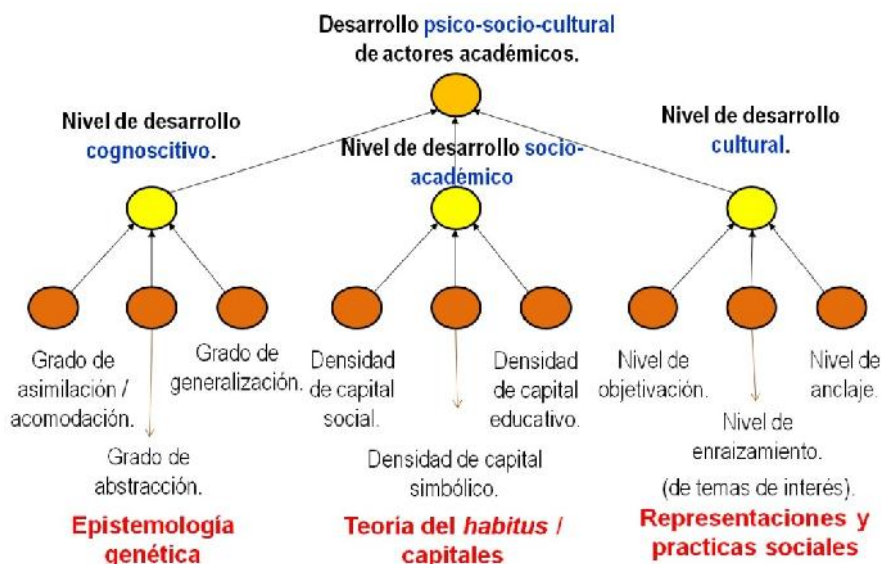 Desarrollo psico-socio-cultural
de actores académicos.
Nivel de desarrollo
cognoscitivo.
Nivel de desarrollo socio-
académico
Nivel de desarrollo
cultural.
Grado de
asimilación /
acomodación.
Grado de
abstracción.
Grado de
generalización.
Densidad
de capital
social.
Densidad de capital
simbólico.
Densidad
de capital
educativo.
Nivel de
objetivación.
Nivel de
enraizamiento.
(de temas de interés).
Nivel de
anclaje.
Epistemología
genética
Teoría del habitus /
capitales
Representaciones y
practicas sociales